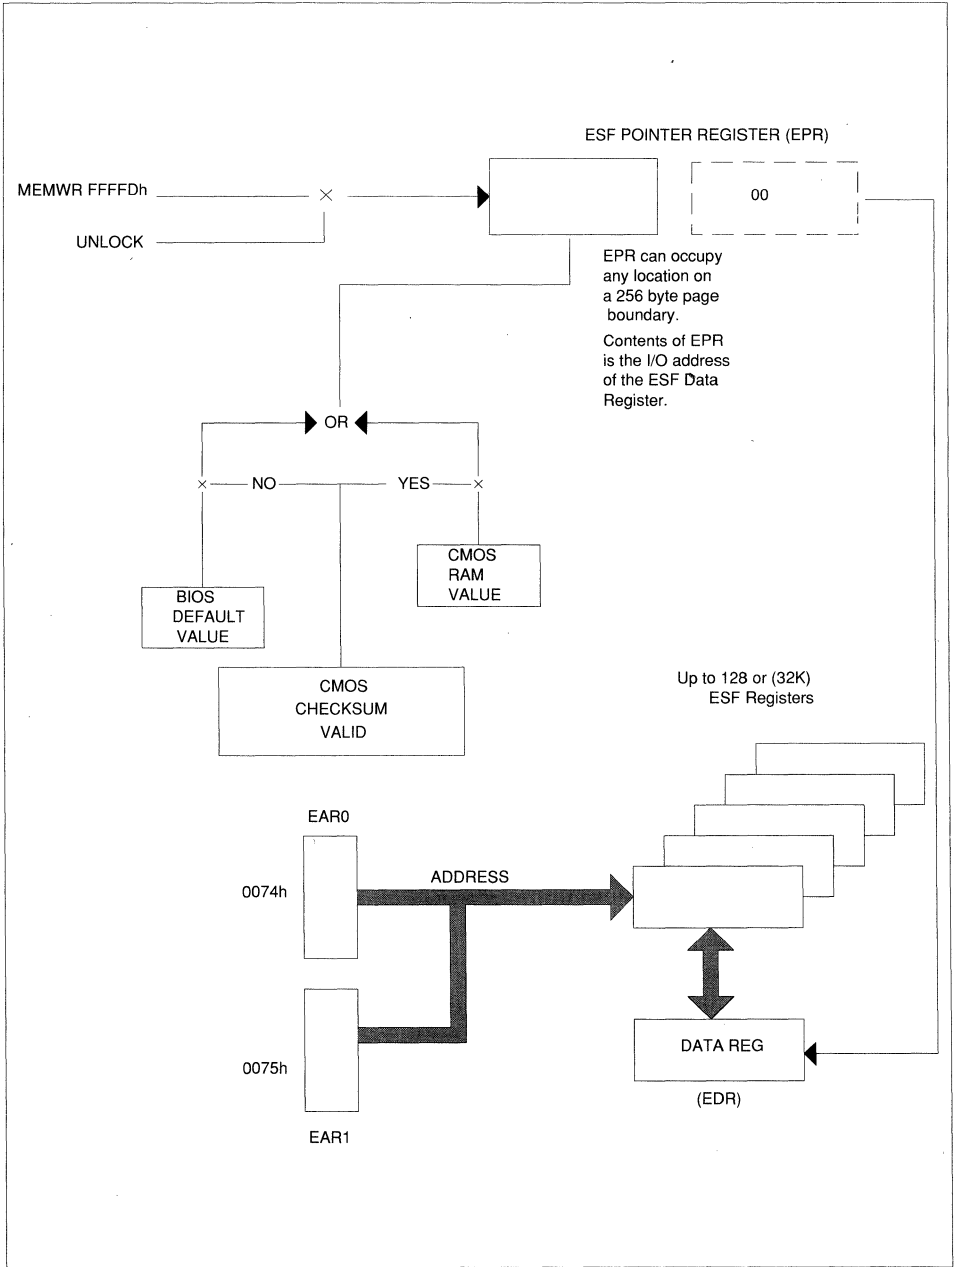 ESF POINTER REGISTER (EPR)
MEMWR FFFFDh
00
UNLOCK
EPR can occupy
any location on
a 256 byte page
boundary.
Contents of EPR
is the I/O address
of the ESF Data
Register.
OR
NO
YES
CMOS
RAM
VALUE
BIOS
DEFAULT
VALUE
CMOS
CHECKSUM
VALID
Up to 128 or (32K)
ESF Registers
EAR0
ADDRESS
0074h
DATA REG
0075h
(EDR)
EAR1